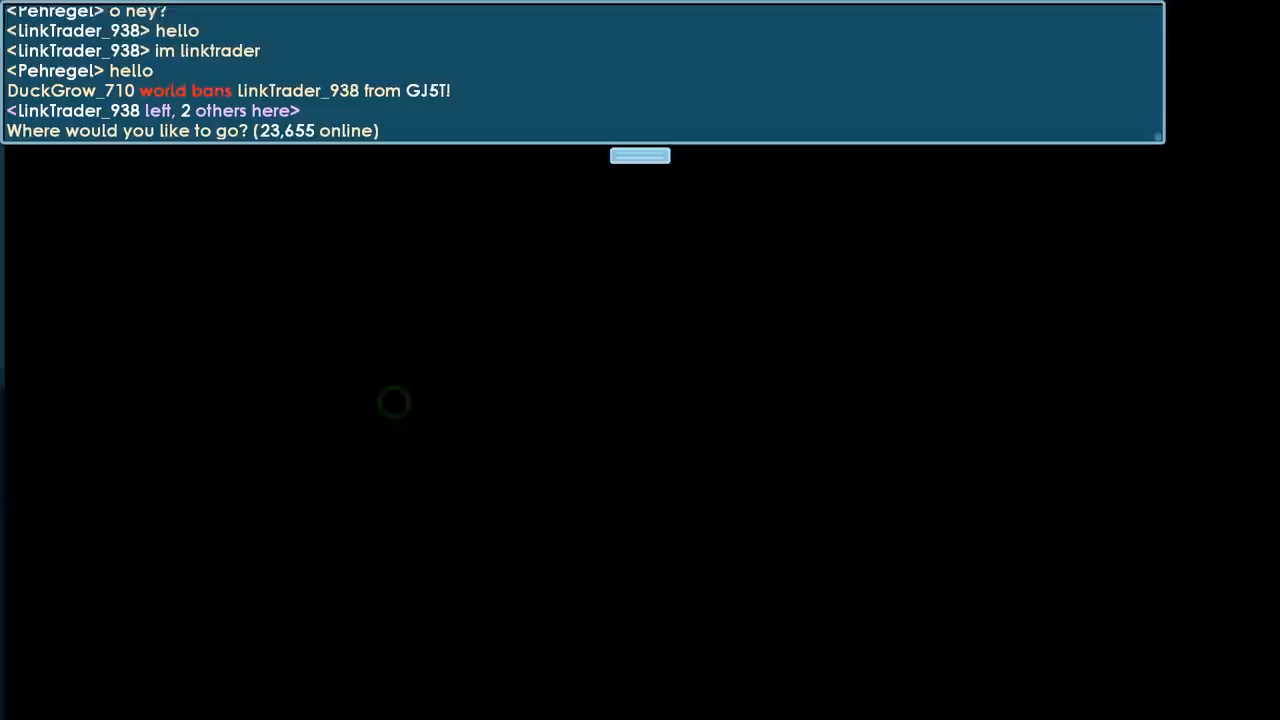 <Pehregel> o hey?
<LinkTrader_938> hello
<LinkTrader_938> im linktrader
<Pehregel> hello
DuckGrow_710 world bans LinkTrader_938 from GJ5T!
<LinkTrader_938 left, 2 others here>
Where would you like to go? (23,655 online)